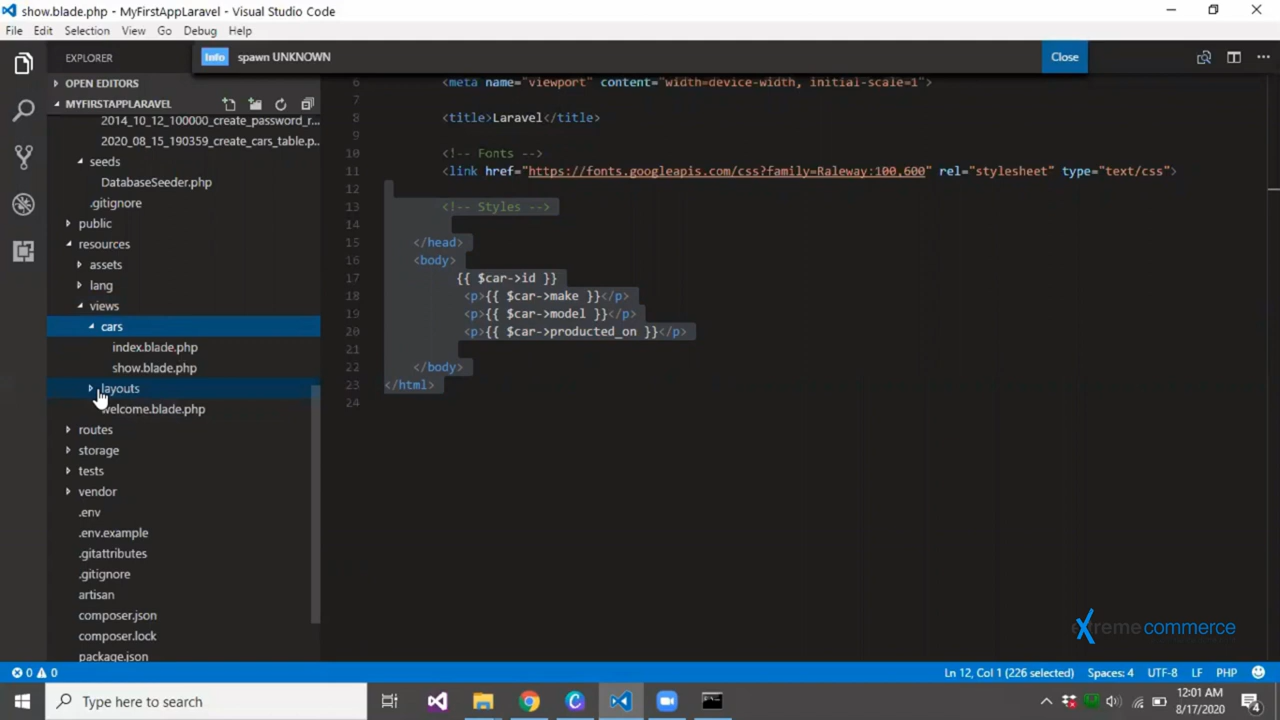 show.blade.php - MyFirstAppLaravel - Visual Studio Code
File Edit Selection View Go Debug Help
EXPLORER
Info spawn UNKNOWN
Close
OPEN EDITORS
MYFIRSTAPPLARAVEL
2014_10_12_100000_create_password_r...
2020_08_15_190359_create_cars_table.p...
seeds
DatabaseSeeder.php
.gitignore
public
resources
assets
lang
views
cars
index.blade.php
show.blade.php
layouts
welcome.blade.php
routes
storage
tests
vendor
.env
.env.example
.gitattributes
.gitignore
artisan
composer.json
composer.lock
package.json
6 <meta name="viewport" content="width=device-width, initial-scale=1">
7
8 <title>Laravel</title>
9
10 <!-- Fonts -->
11 <link href="https://fonts.googleapis.com/css?family=Raleway:100,600" rel="stylesheet" type="text/css">
12
13 <!-- Styles -->
14
15 </head>
16 <body>
17 {{ $car->id }}
18 <p>{{ $car->make }}</p>
19 <p>{{ $car->model }}</p>
20 <p>{{ $car->producted_on }}</p>
21
22 </body>
23 </html>
24
extreme commerce
0 0
Ln 12, Col 1 (226 selected) Spaces: 4 UTF-8 LF PHP
Type here to search
12:01 AM
8/17/2020
4